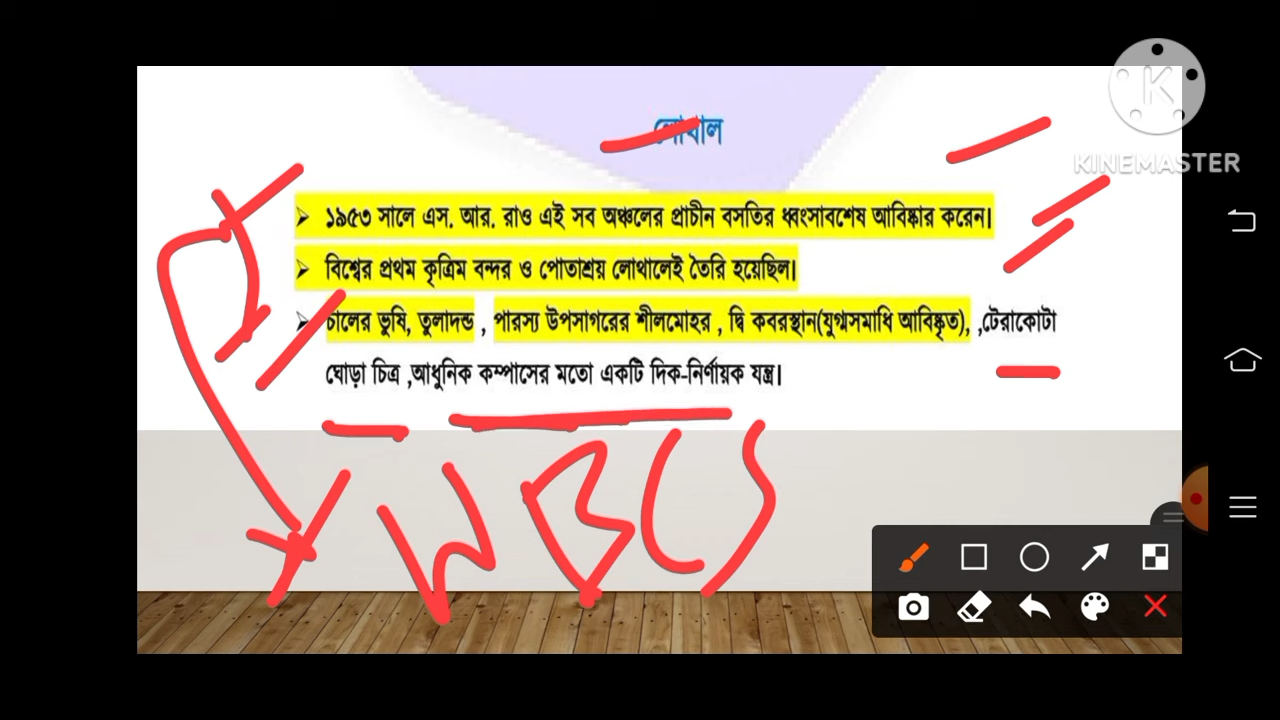 লোথাল
KINEMASTER
➢ ১৯৫৩ সালে এস. আর. রাও এই সব অঞ্চলের প্রাচীন বসতির ধ্বংসাবশেষ আবিষ্কার করেন।
➢ বিশ্বের প্রথম কৃত্রিম বন্দর ও পোতাশ্রয় লোথালেই তৈরি হয়েছিল।
➢ চালের ভুষি, তুলাদন্ড , পারস্য উপসাগরের শীলমোহর , দ্বি কবরস্থান(যুগ্মসমাধি আবিষ্কৃত), ,টেরাকোটা
ঘোড়া চিত্র ,আধুনিক কম্পাসের মতো একটি দিক-নির্ণায়ক যন্ত্র।
WBCS